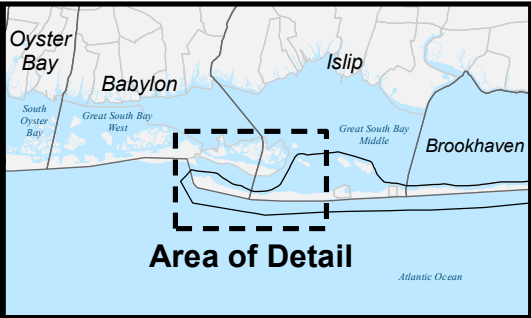 Oyster
Bay
Babylon
Islip
South
Oyster
Bay
Great South Bay
West
Great South Bay
Middle
Brookhaven
Area of Detail
Atlantic Ocean